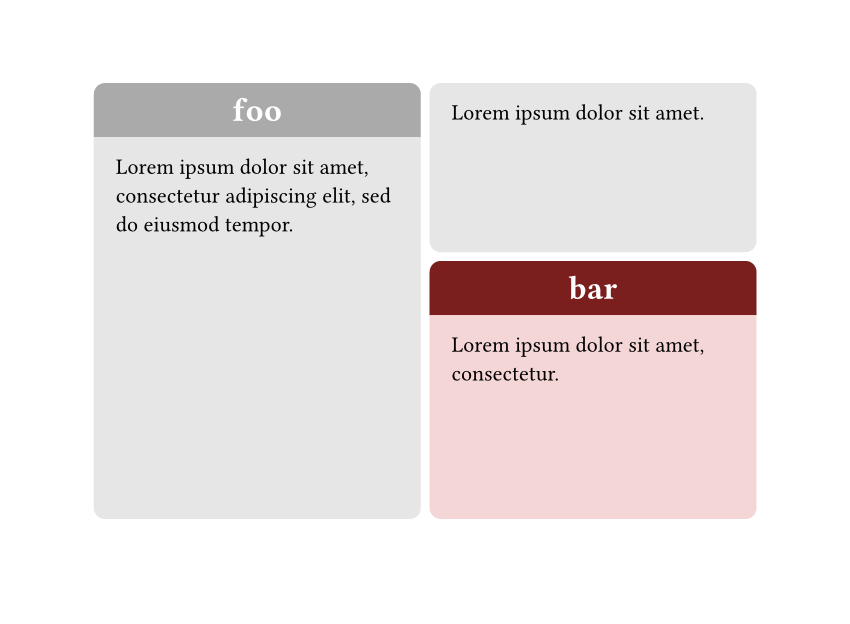 foo
Lorem ipsum dolor sit amet,
consectetur adipiscing elit, sed
do eiusmod tempor.
Lorem ipsum dolor sit amet.
bar
Lorem ipsum dolor sit amet,
consectetur.